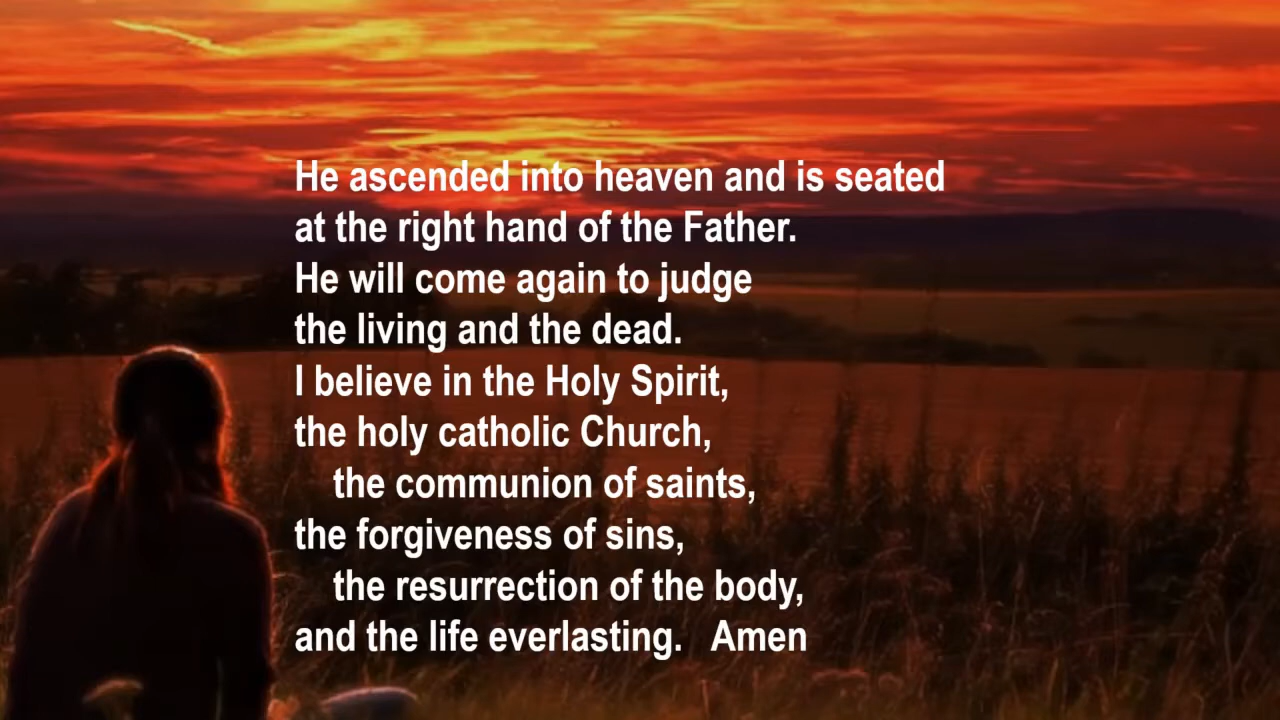 He ascended into heaven and is seated
at the right hand of the Father.
He will come again to judge
the living and the dead.
I believe in the Holy Spirit,
the holy catholic Church,
the communion of saints,
the forgiveness of sins,
the resurrection of the body,
and the life everlasting. Amen